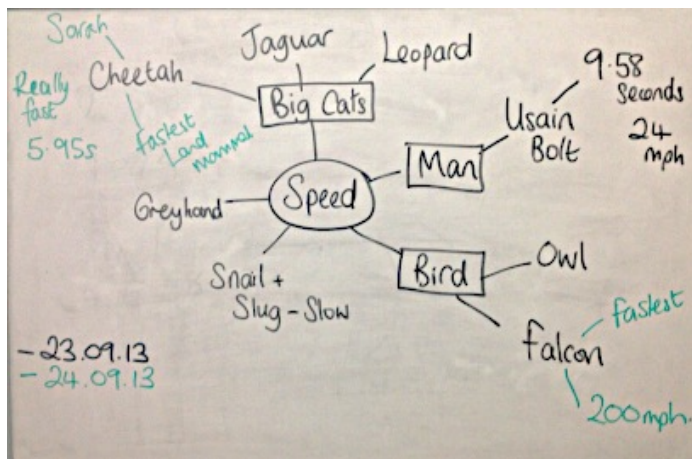 Sarah
Jaguar
Leopard
Cheetah
Really
fast
5.95s
Fastest
Land
mammal
Big Cats
9.58
Seconds
24
mph
Usain
Bolt
Man
Speed
Greyhand
Snail +
Slug - Slow
Bird
Owl
Falcon
fastest
200mph.
- 23.09.13
- 24.09.13